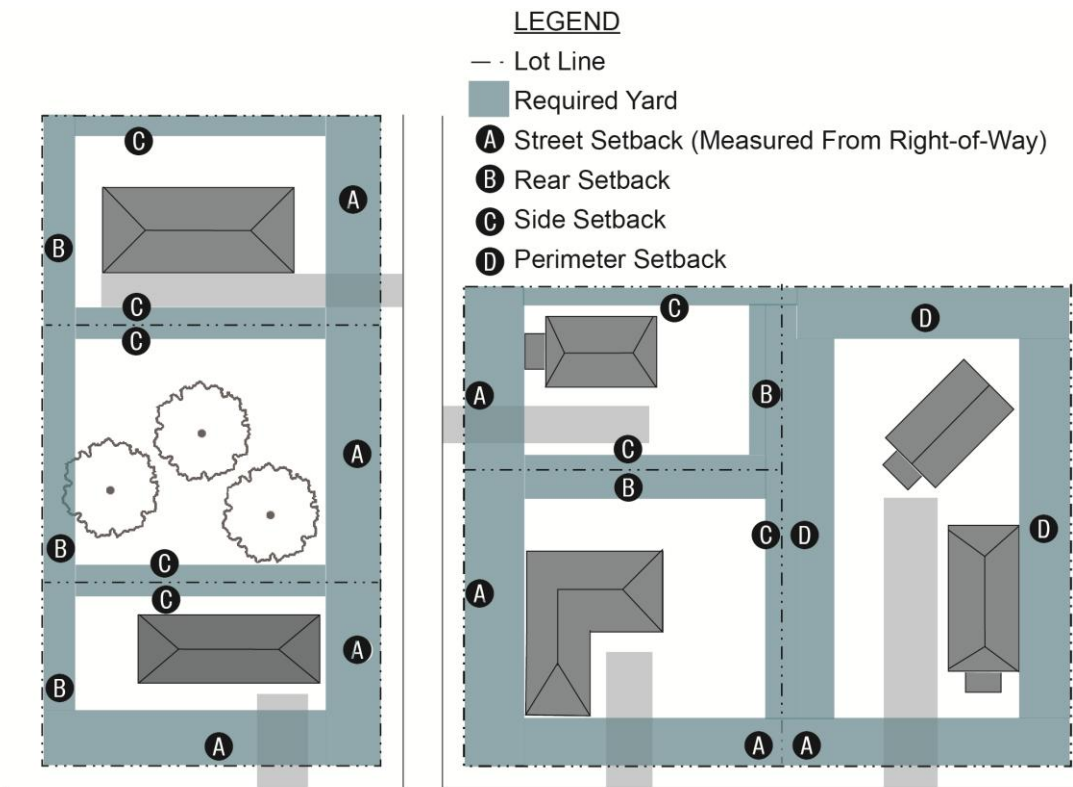 LEGEND
Lot Line
Required Yard
A Street Setback (Measured From Right-of-Way)
B Rear Setback
C Side Setback
D Perimeter Setback
C
A
B
C
C
A
B
C
C
A
B
A
C
A
B
C
B
A
C
A
D
D
D
A